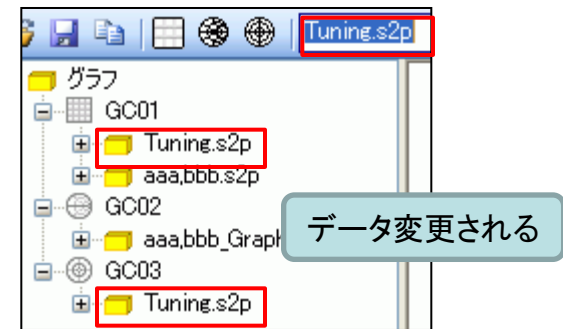 Tuning.s2p
グラフ
GC01
Tuning.s2p
aaa,bbb.s2p
GC02
aaa,bbb_Graph
データ変更される
GC03
Tuning.s2p